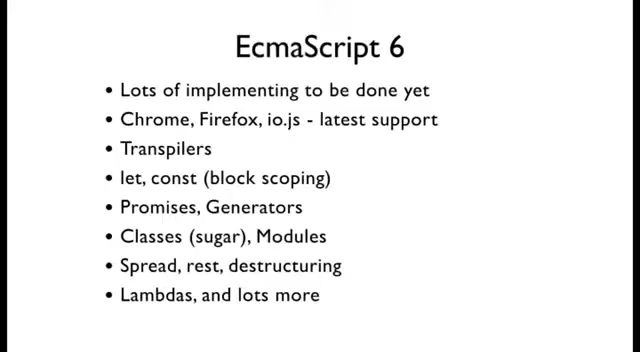 EcmaScript 6
• Lots of implementing to be done yet
• Chrome, Firefox, io.js - latest support
• Transpilers
• let, const (block scoping)
• Promises, Generators
• Classes (sugar), Modules
• Spread, rest, destructuring
• Lambdas, and lots more